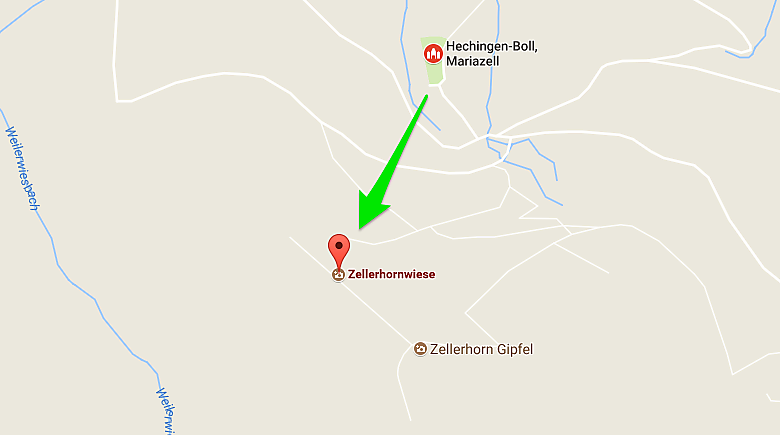 Hechingen-Boll,
Mariazell
Weilerwiesbach
Zellerhornwiese
Zellerhorn Gipfel